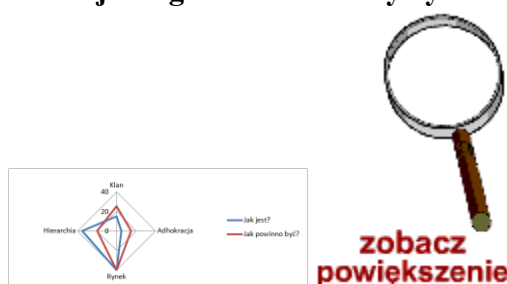 Klan
40
20
0
Hierarchia
Adhokracja
Rynek
Jak jest?
Jak powinno być?
zobacz
powiększenie